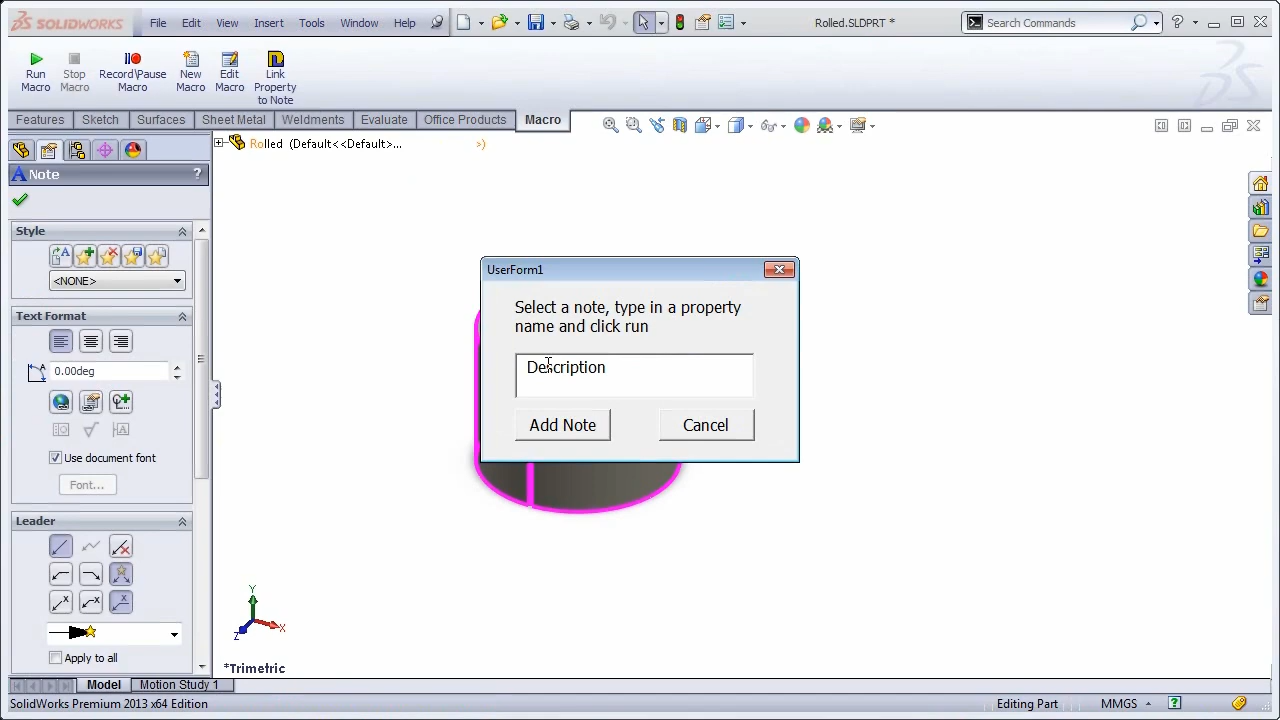 SOLIDWORKS File Edit View Insert Tools Window Help Rolled.SLDPRT * Search Commands
Run Macro
Stop Macro
Record\Pause Macro
New Macro
Edit Macro
Link Property to Note
Features Sketch Surfaces Sheet Metal Weldments Evaluate Office Products Macro
Rolled (Default<<Default>... >)
Note ?
Style
<NONE>
Text Format
0.00deg
Use document font
Font...
Leader
Apply to all
UserForm1
Select a note, type in a property
name and click run
Description
Add Note Cancel
Y
X
Z
*Trimetric
Model Motion Study 1
SolidWorks Premium 2013 x64 Edition Editing Part MMGS